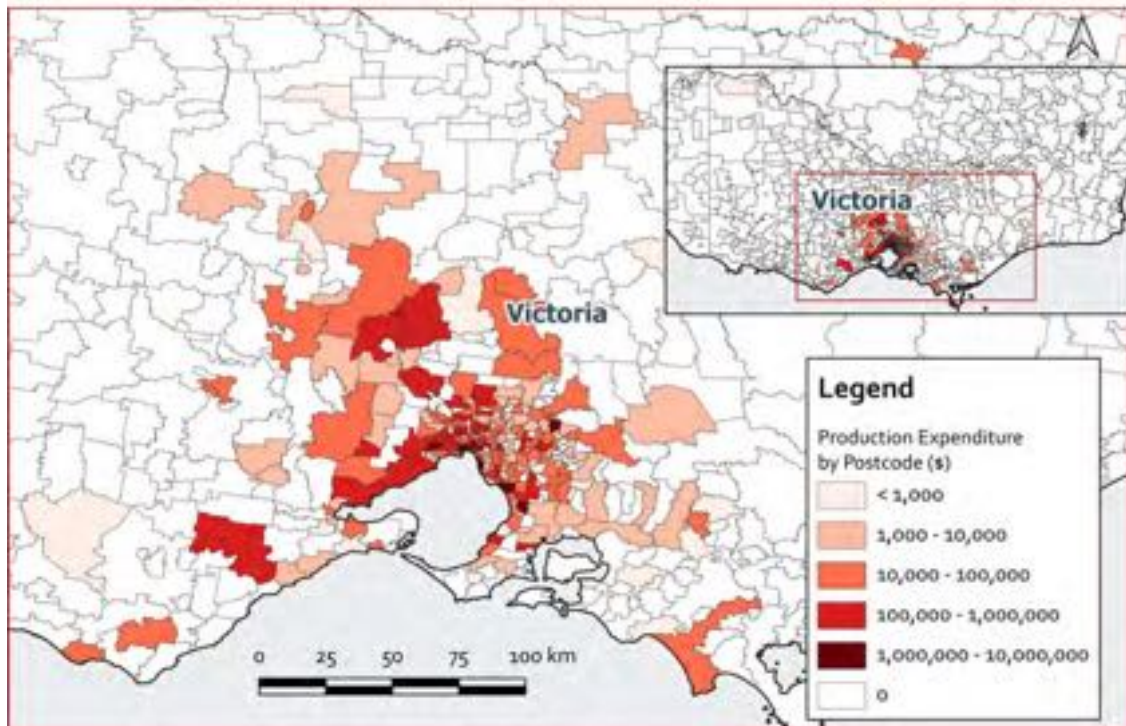 Victoria
Victoria
Legend
Production Expenditure
by Postcode ($)
< 1,000
1,000 - 10,000
10,000 - 100,000
100,000 - 1,000,000
1,000,000 - 10,000,000
0
0 25 50 75 100 km